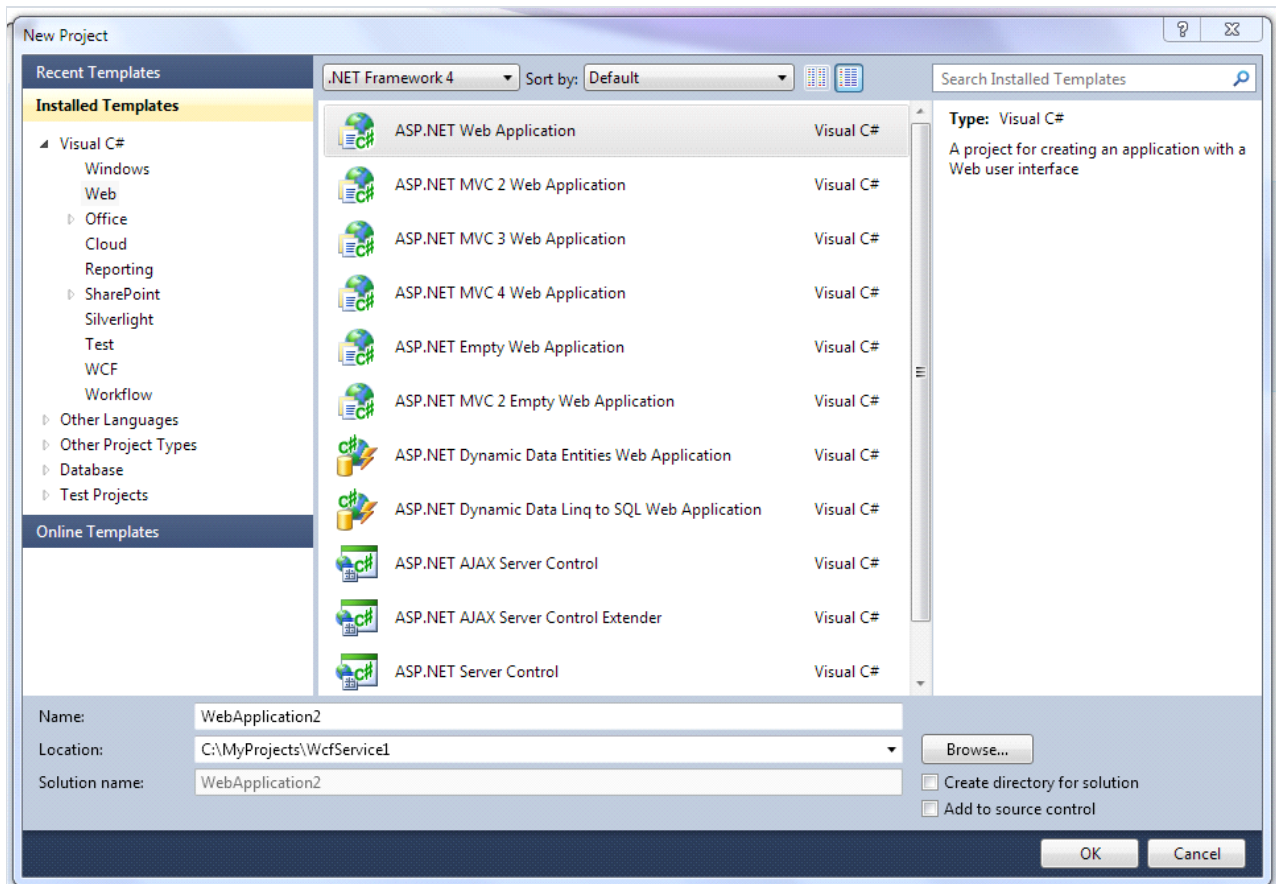 New Project
Recent Templates
Installed Templates
Visual C#
Windows
Web
Office
Cloud
Reporting
SharePoint
Silverlight
Test
WCF
Workflow
Other Languages
Other Project Types
Database
Test Projects
Online Templates
.NET Framework 4 Sort by: Default
ASP.NET Web Application Visual C#
ASP.NET MVC 2 Web Application Visual C#
ASP.NET MVC 3 Web Application Visual C#
ASP.NET MVC 4 Web Application Visual C#
ASP.NET Empty Web Application Visual C#
ASP.NET MVC 2 Empty Web Application Visual C#
ASP.NET Dynamic Data Entities Web Application Visual C#
ASP.NET Dynamic Data Linq to SQL Web Application Visual C#
ASP.NET AJAX Server Control Visual C#
ASP.NET AJAX Server Control Extender Visual C#
ASP.NET Server Control Visual C#
Search Installed Templates
Type: Visual C#
A project for creating an application with a
Web user interface
Name: WebApplication2
Location: C:\MyProjects\WcfService1 Browse...
Solution name: WebApplication2
Create directory for solution
Add to source control
OK Cancel